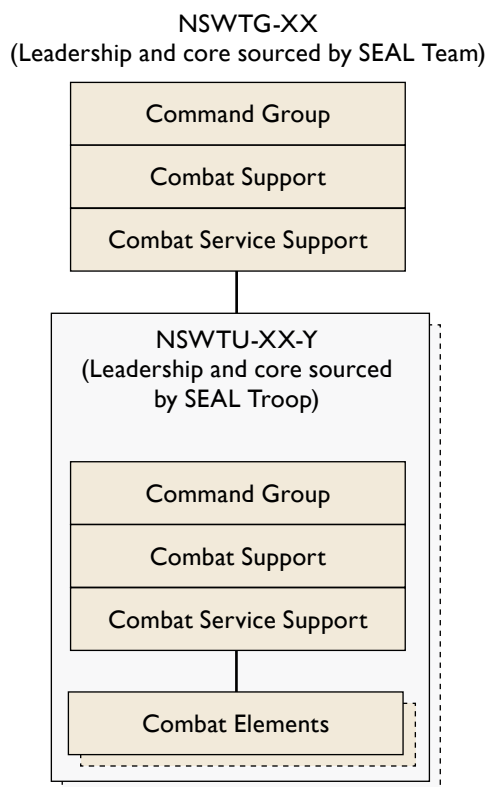 NSWTG-XX
(Leadership and core sourced by SEAL Team)
Command Group
Combat Support
Combat Service Support
NSWTU-XX-Y
(Leadership and core sourced
by SEAL Troop)
Command Group
Combat Support
Combat Service Support
Combat Elements